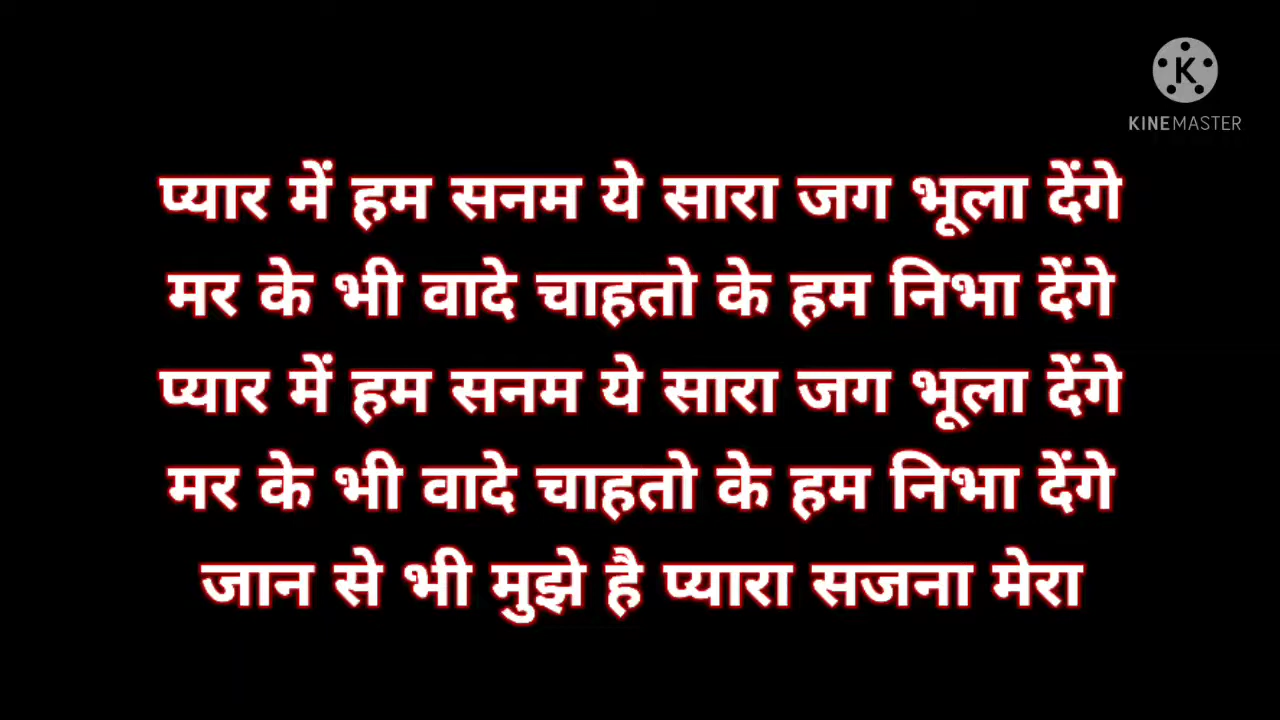 KINEMASTER
प्यार में हम सनम ये सारा जग भूला देंगे
मर के भी वादे चाहतो के हम निभा देंगे
प्यार में हम सनम ये सारा जग भूला देंगे
मर के भी वादे चाहतो के हम निभा देंगे
जान से भी मुझे है प्यारा सजना मेरा